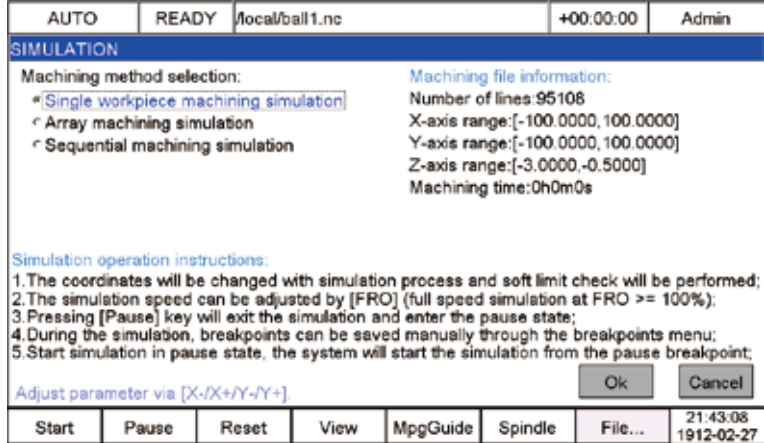 AUTO READY /local/ball1.nc +00:00:00 Admin
SIMULATION
Machining method selection:
Single workpiece machining simulation
Array machining simulation
Sequential machining simulation
Machining file information:
Number of lines:95108
X-axis range:[-100.0000,100.0000]
Y-axis range:[-100.0000,100.0000]
Z-axis range:[-3.0000,-0.5000]
Machining time:0h0m0s
Simulation operation instructions:
1.The coordinates will be changed with simulation process and soft limit check will be performed;
2.The simulation speed can be adjusted by [FRO] (full speed simulation at FRO >= 100%);
3.Pressing [Pause] key will exit the simulation and enter the pause state;
4.During the simulation, breakpoints can be saved manually through the breakpoints menu;
5.Start simulation in pause state, the system will start the simulation from the pause breakpoint;
Adjust parameter via [X-/X+/Y-/Y+].
Ok Cancel
Start Pause Reset View MpgGuide Spindle File... 21:43:08
1912-02-27